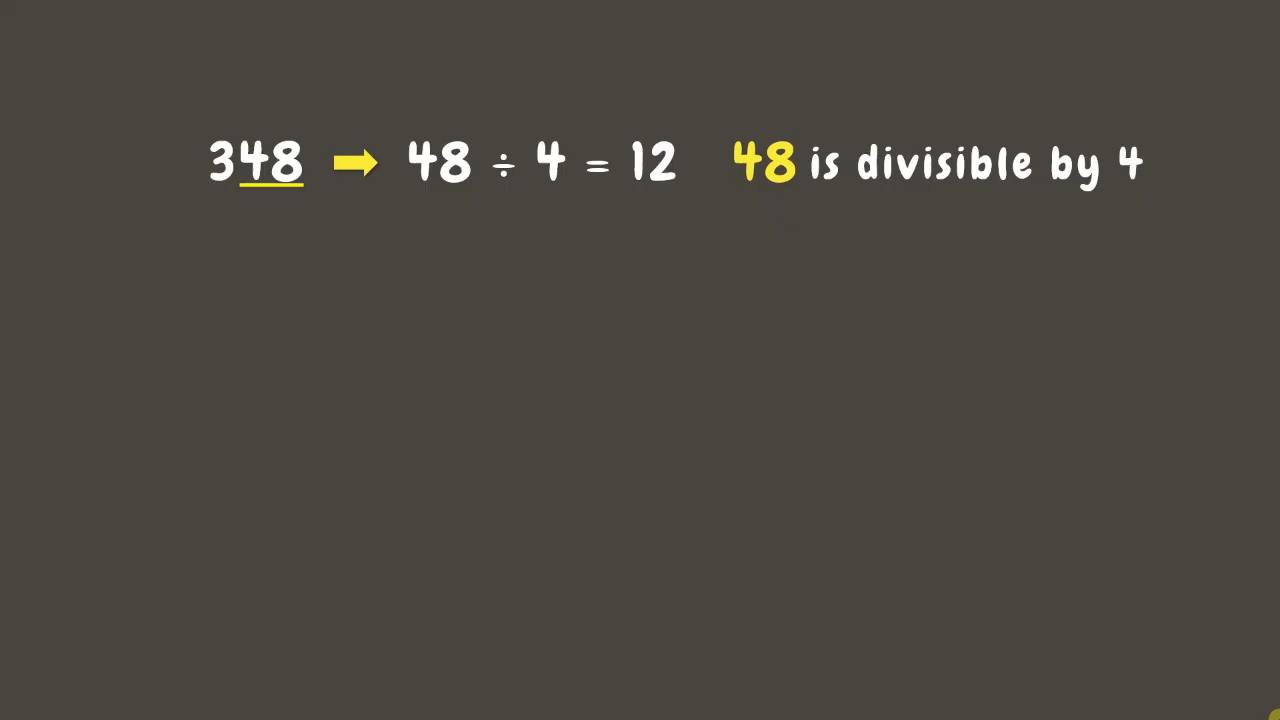 348 ➡ 48 ÷ 4 = 12 48 is divisible by 4